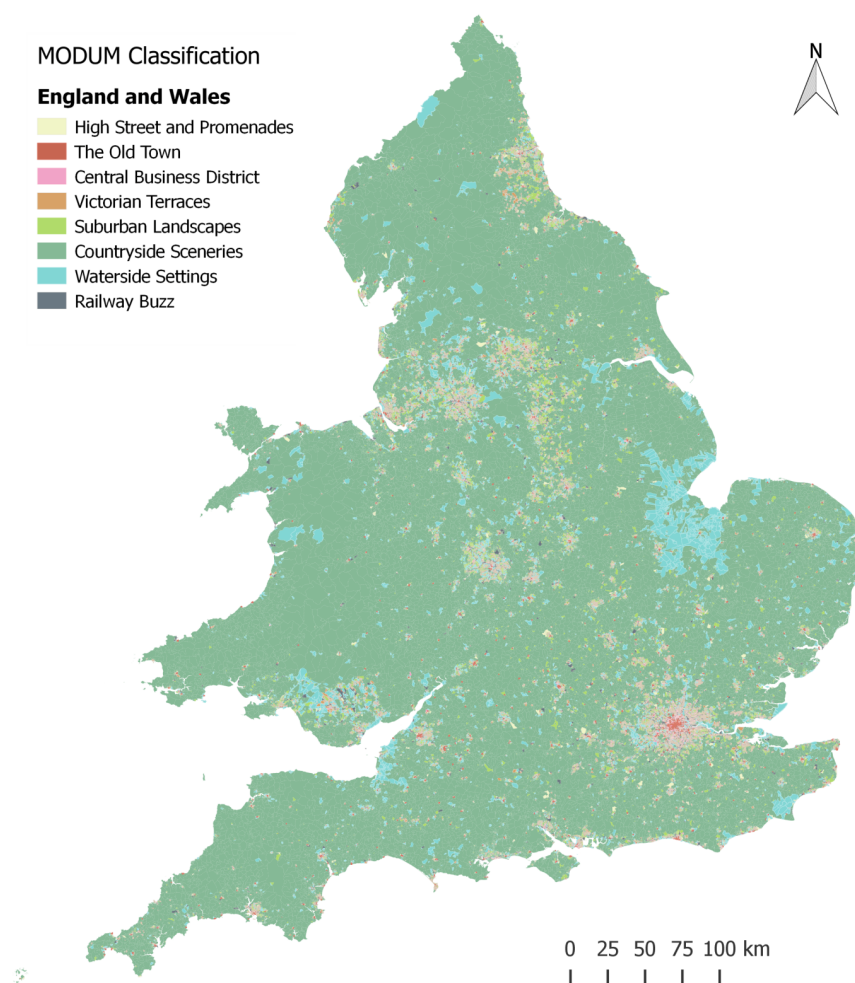 MODUM Classification
England and Wales
High Street and Promenades
The Old Town
Central Business District
Victorian Terraces
Suburban Landscapes
Countryside Sceneries
Waterside Settings
Railway Buzz
N
0 25 50 75 100 km